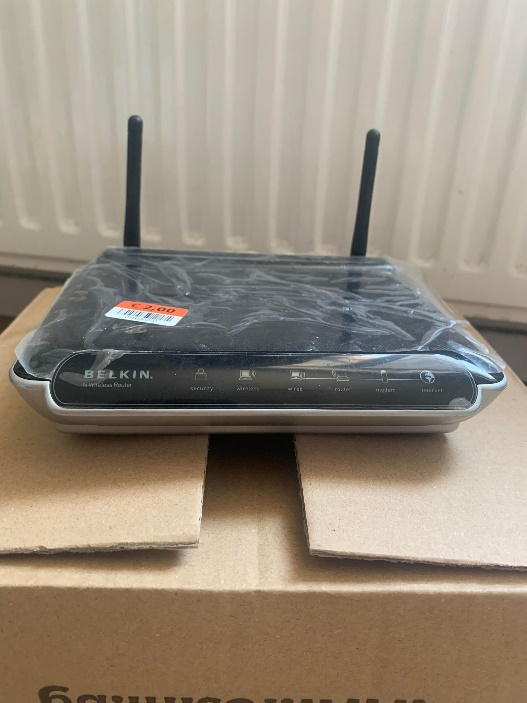 €2.00
BELKIN.
N Wireless Router
security
wireless
wired
router
modem
internet